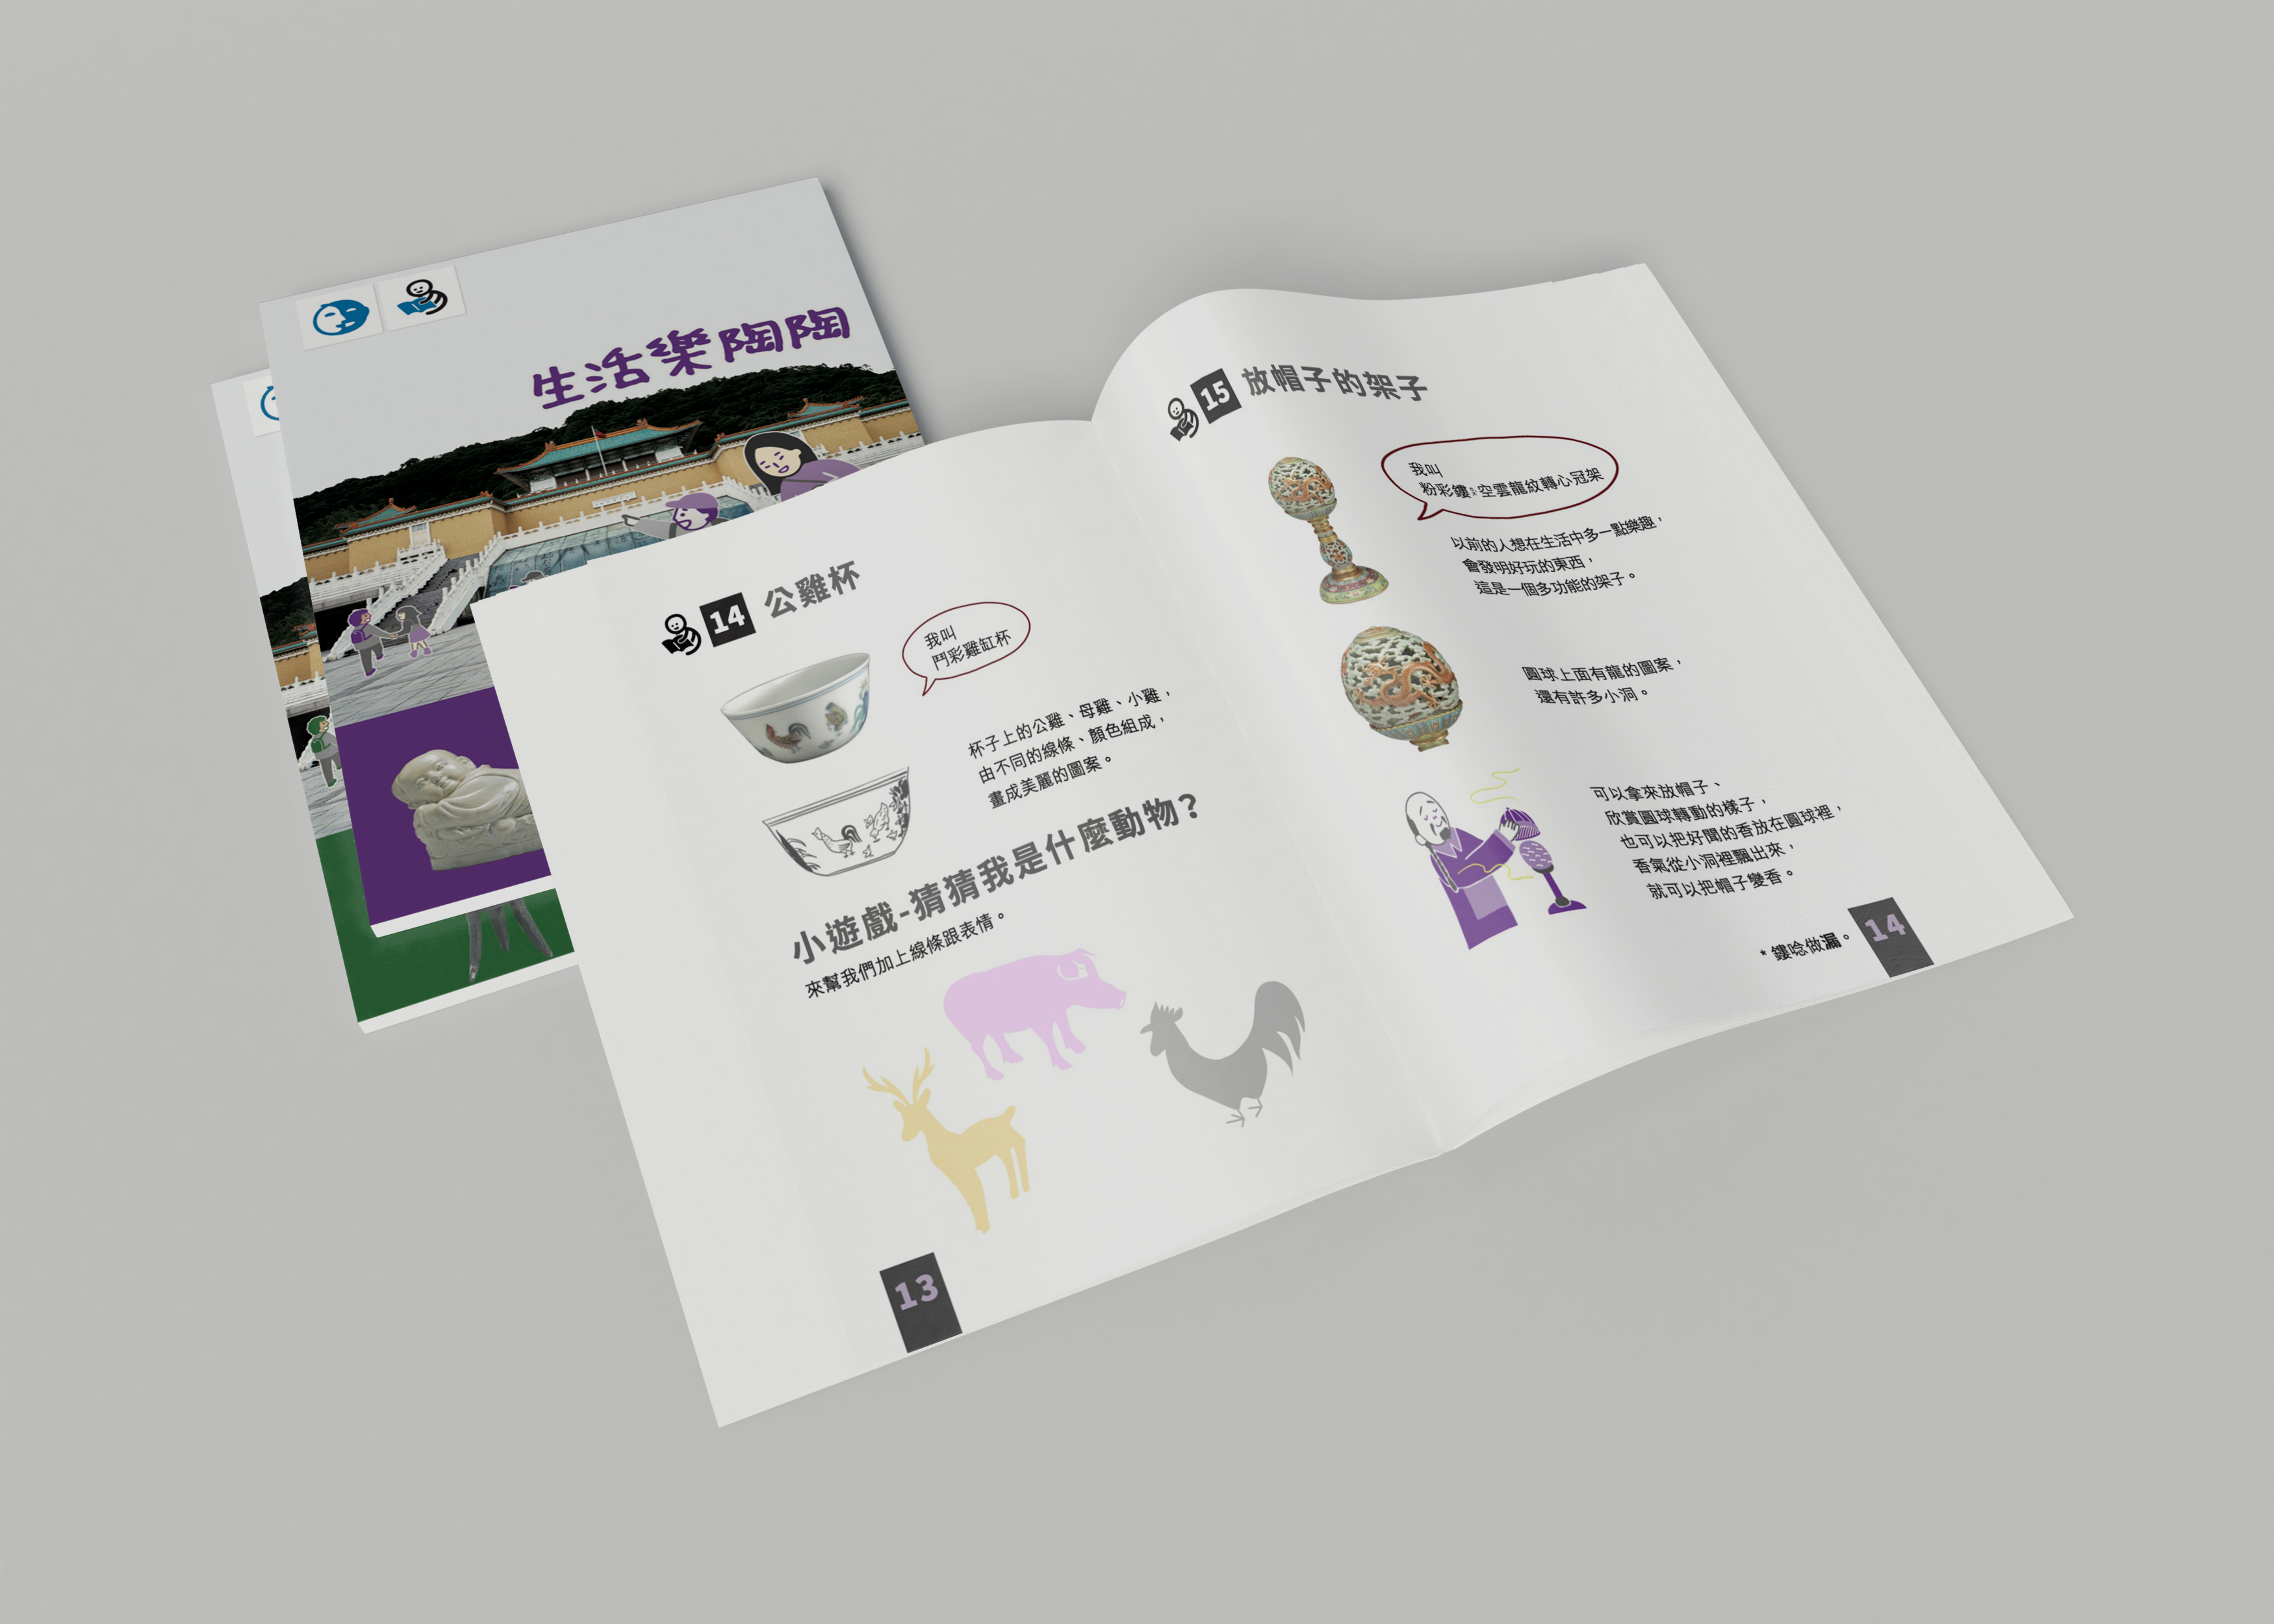 生活樂陶陶
14 公雞杯
我叫
鬥彩雞缸杯
杯子上的公雞、母雞、小雞，
由不同的線條、顏色組成，
畫成美麗的圖案。
小遊戲-猜猜我是什麼動物？
來幫我們加上線條跟表情。
13
15 放帽子的架子
我叫
粉彩鏤空雲龍紋轉心冠架
以前的人想在生活中多一點樂趣，
會發明好玩的東西，
這是一個多功能的架子。
圓球上面有龍的圖案，
還有許多小洞。
可以拿來放帽子、
欣賞圓球轉動的樣子，
也可以把好聞的香放在圓球裡，
香氣從小洞裡飄出來，
就可以把帽子變香。
* 鏤唸做漏。
14